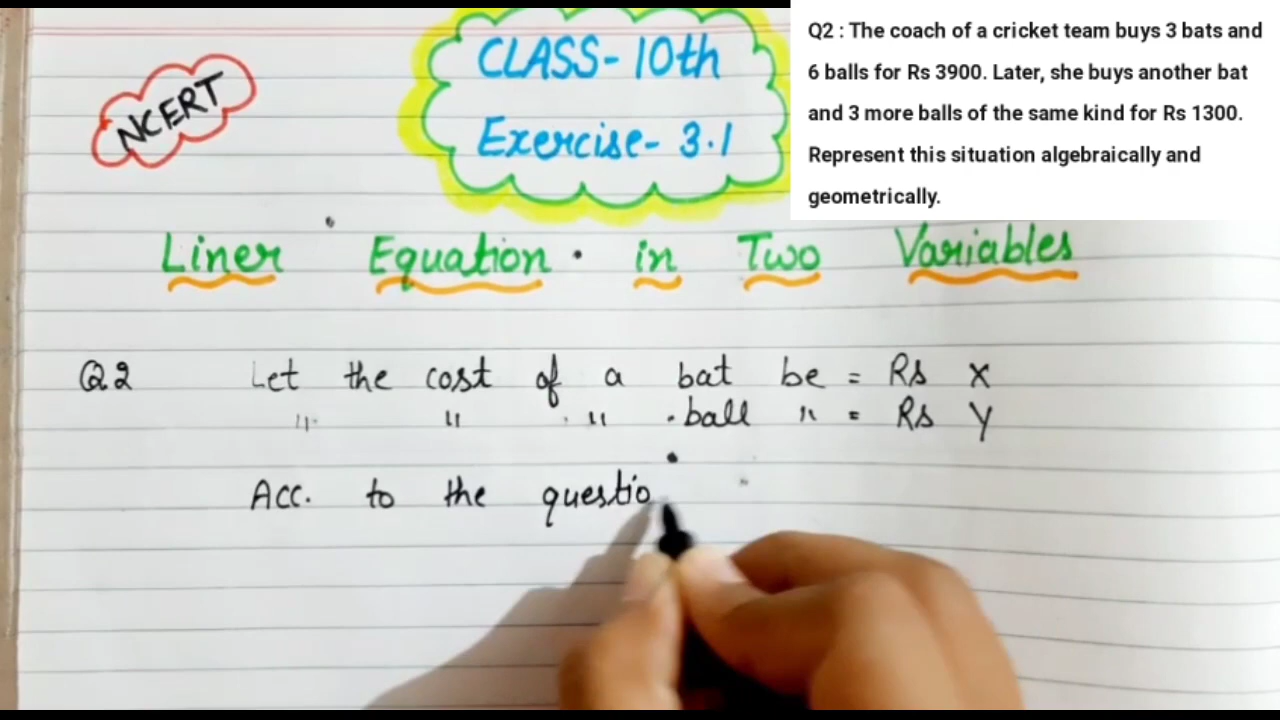 NCERT
CLASS- 10th
Exercise- 3.1
Q2 : The coach of a cricket team buys 3 bats and
6 balls for Rs 3900. Later, she buys another bat
and 3 more balls of the same kind for Rs 1300.
Represent this situation algebraically and
geometrically.
Liner Equation in Two Variables
Q2 Let the cost of a bat be = Rs x
" " " ball " = Rs y
Acc. to the questio